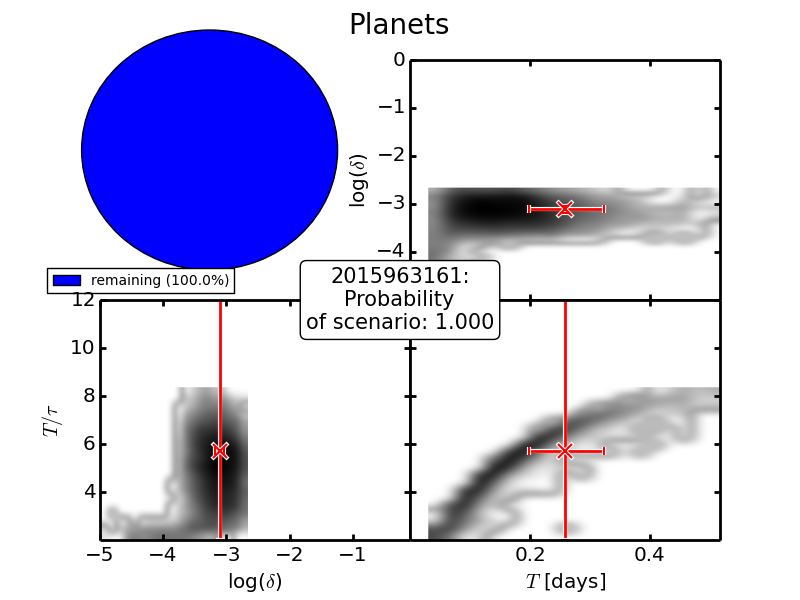 Planets
0
−1
−2
−3
−4
log(δ)
remaining (100.0%)
2015963161:
Probability
of scenario: 1.000
12
10
8
6
4
T/τ
−5
−4
−3
−2
−1
log(δ)
0.2
0.4
T [days]